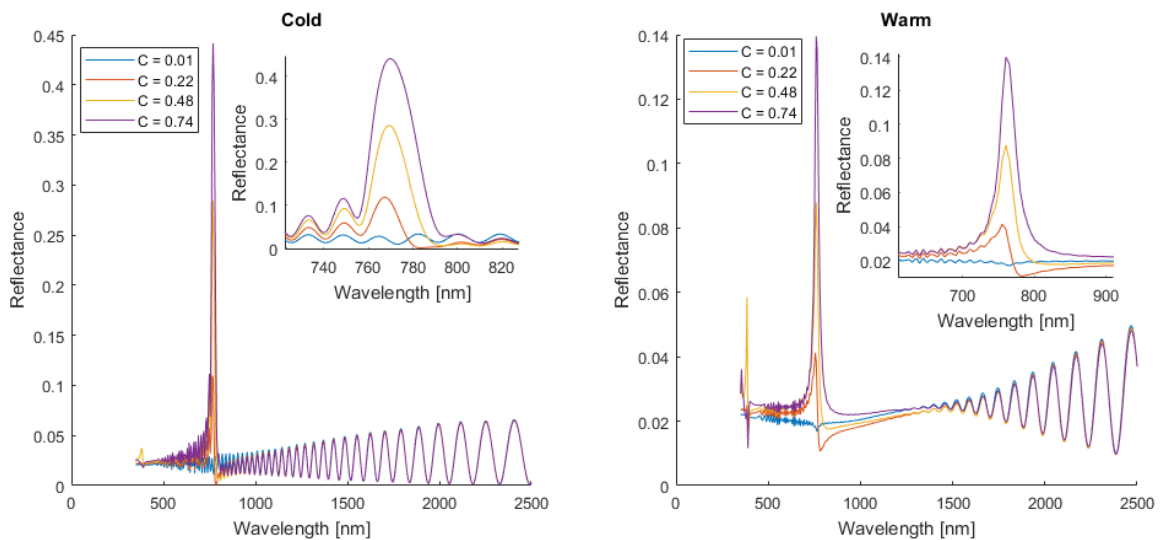 Cold
Reflectance
0.45
0.4
0.35
0.3
0.25
0.2
0.15
0.1
0.05
0
0
500
1000
1500
2000
2500
Wavelength [nm]
C = 0.01
C = 0.22
C = 0.48
C = 0.74
Reflectance
0.4
0.3
0.2
0.1
0
740
760
780
800
820
Wavelength [nm]
Warm
Reflectance
0.14
0.12
0.1
0.08
0.06
0.04
0.02
0
0
500
1000
1500
2000
2500
Wavelength [nm]
C = 0.01
C = 0.22
C = 0.48
C = 0.74
Reflectance
0.14
0.12
0.1
0.08
0.06
0.04
0.02
700
800
900
Wavelength [nm]